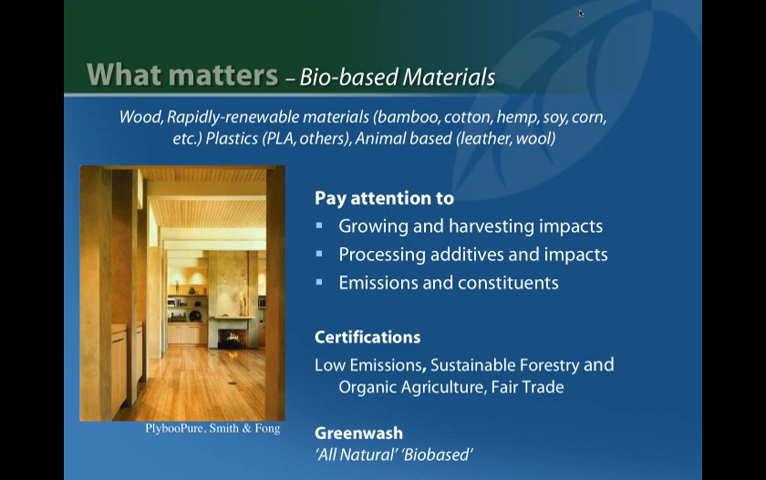 What matters – Bio-based Materials
Wood, Rapidly-renewable materials (bamboo, cotton, hemp, soy, corn,
etc.) Plastics (PLA, others), Animal based (leather, wool)
Pay attention to
▪ Growing and harvesting impacts
▪ Processing additives and impacts
▪ Emissions and constituents
Certifications
Low Emissions, Sustainable Forestry and
Organic Agriculture, Fair Trade
PlybooPure, Smith & Fong
Greenwash
‘All Natural’ ‘Biobased’